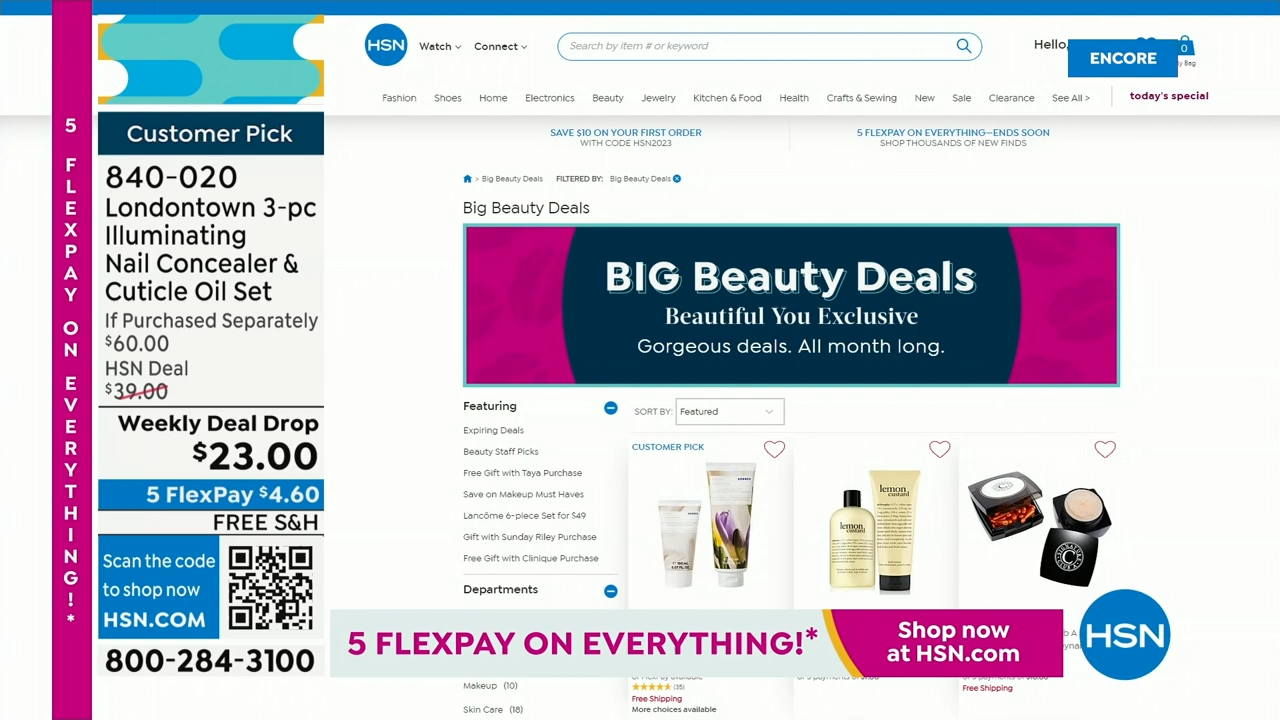 5 FLEXPAY ON EVERYTHING!*
Customer Pick
840-020
Londontown 3-pc
Illuminating
Nail Concealer &
Cuticle Oil Set
If Purchased Separately
$60.00
HSN Deal
$39.00
Weekly Deal Drop
$23.00
5 FlexPay $4.60
FREE S&H
Scan the code
to shop now
HSN.COM
800-284-3100
HSN
Watch
Connect
Search by item # or keyword
Hello,
ENCORE
0
Bag
Fashion Shoes Home Electronics Beauty Jewelry Kitchen & Food Health Crafts & Sewing New Sale Clearance See All > today's special
SAVE $10 ON YOUR FIRST ORDER
WITH CODE HSN2023
5 FLEXPAY ON EVERYTHING—ENDS SOON
SHOP THOUSANDS OF NEW FINDS
> Big Beauty Deals FILTERED BY: Big Beauty Deals
Big Beauty Deals
BIG Beauty Deals
Beautiful You Exclusive
Gorgeous deals. All month long.
Featuring
Expiring Deals
Beauty Staff Picks
Free Gift with Taya Purchase
Save on Makeup Must Haves
Lancôme 6-piece Set for $49
Gift with Sunday Riley Purchase
Free Gift with Clinique Purchase
Departments
Makeup (10)
Skin Care (18)
SORT BY: Featured
CUSTOMER PICK
KORRES
lemon custard
lemon custard
5 FLEXPAY ON EVERYTHING!*
Shop now
at HSN.com
HSN
(35)
Free Shipping
More choices available
Free Shipping